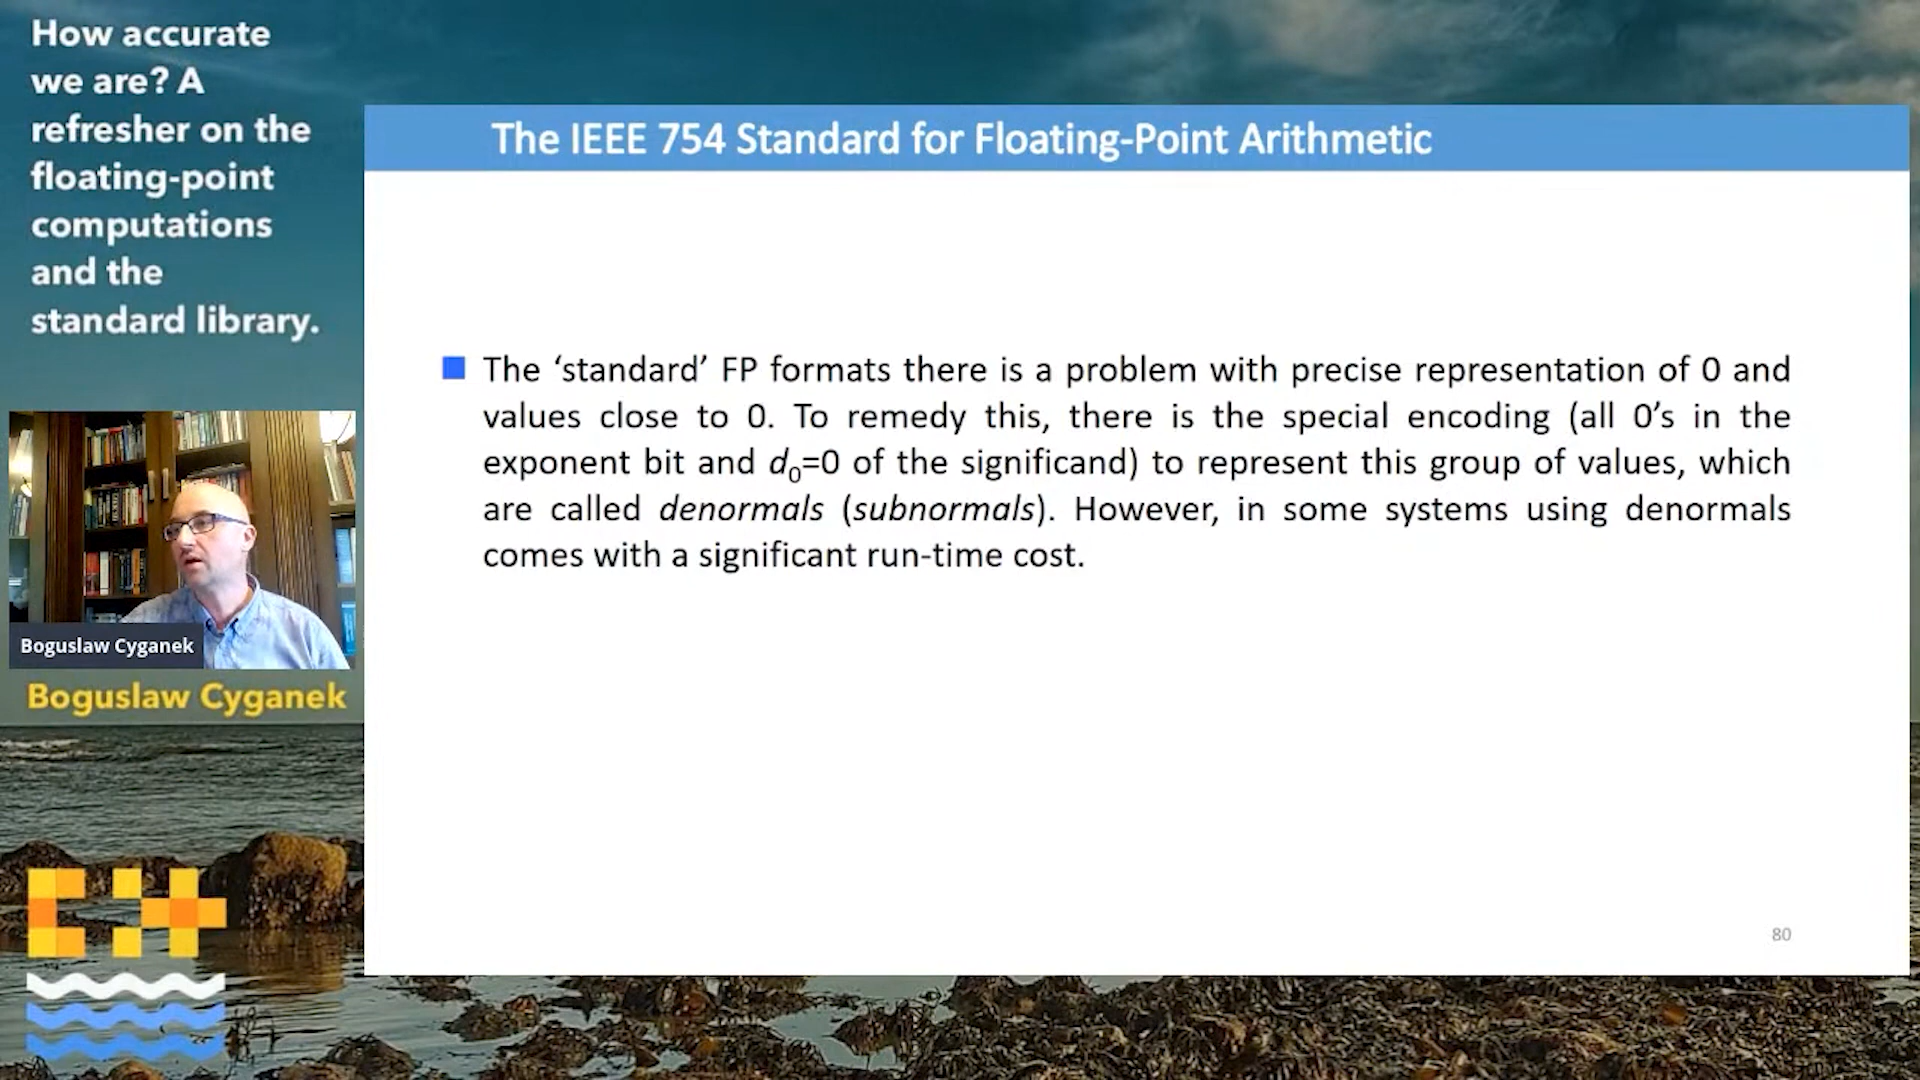 How accurate
we are? A
refresher on the
floating-point
computations
and the
standard library.
Boguslaw Cyganek
Boguslaw Cyganek
The IEEE 754 Standard for Floating-Point Arithmetic
The ‘standard’ FP formats there is a problem with precise representation of 0 and
values close to 0. To remedy this, there is the special encoding (all 0’s in the
exponent bit and d₀=0 of the significand) to represent this group of values, which
are called denormals (subnormals). However, in some systems using denormals
comes with a significant run-time cost.
80